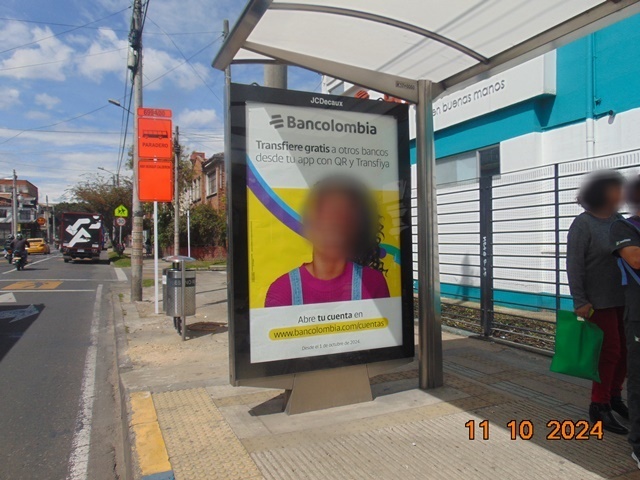 JCDecaux
Bancolombia
Transfiere gratis a otros bancos
desde tu app con QR y Transfiya
Abre tu cuenta en
www.bancolombia.com/cuentas
Desde el 1 de octubre de 2024
en buenas manos
PARADERO
11 10 2024